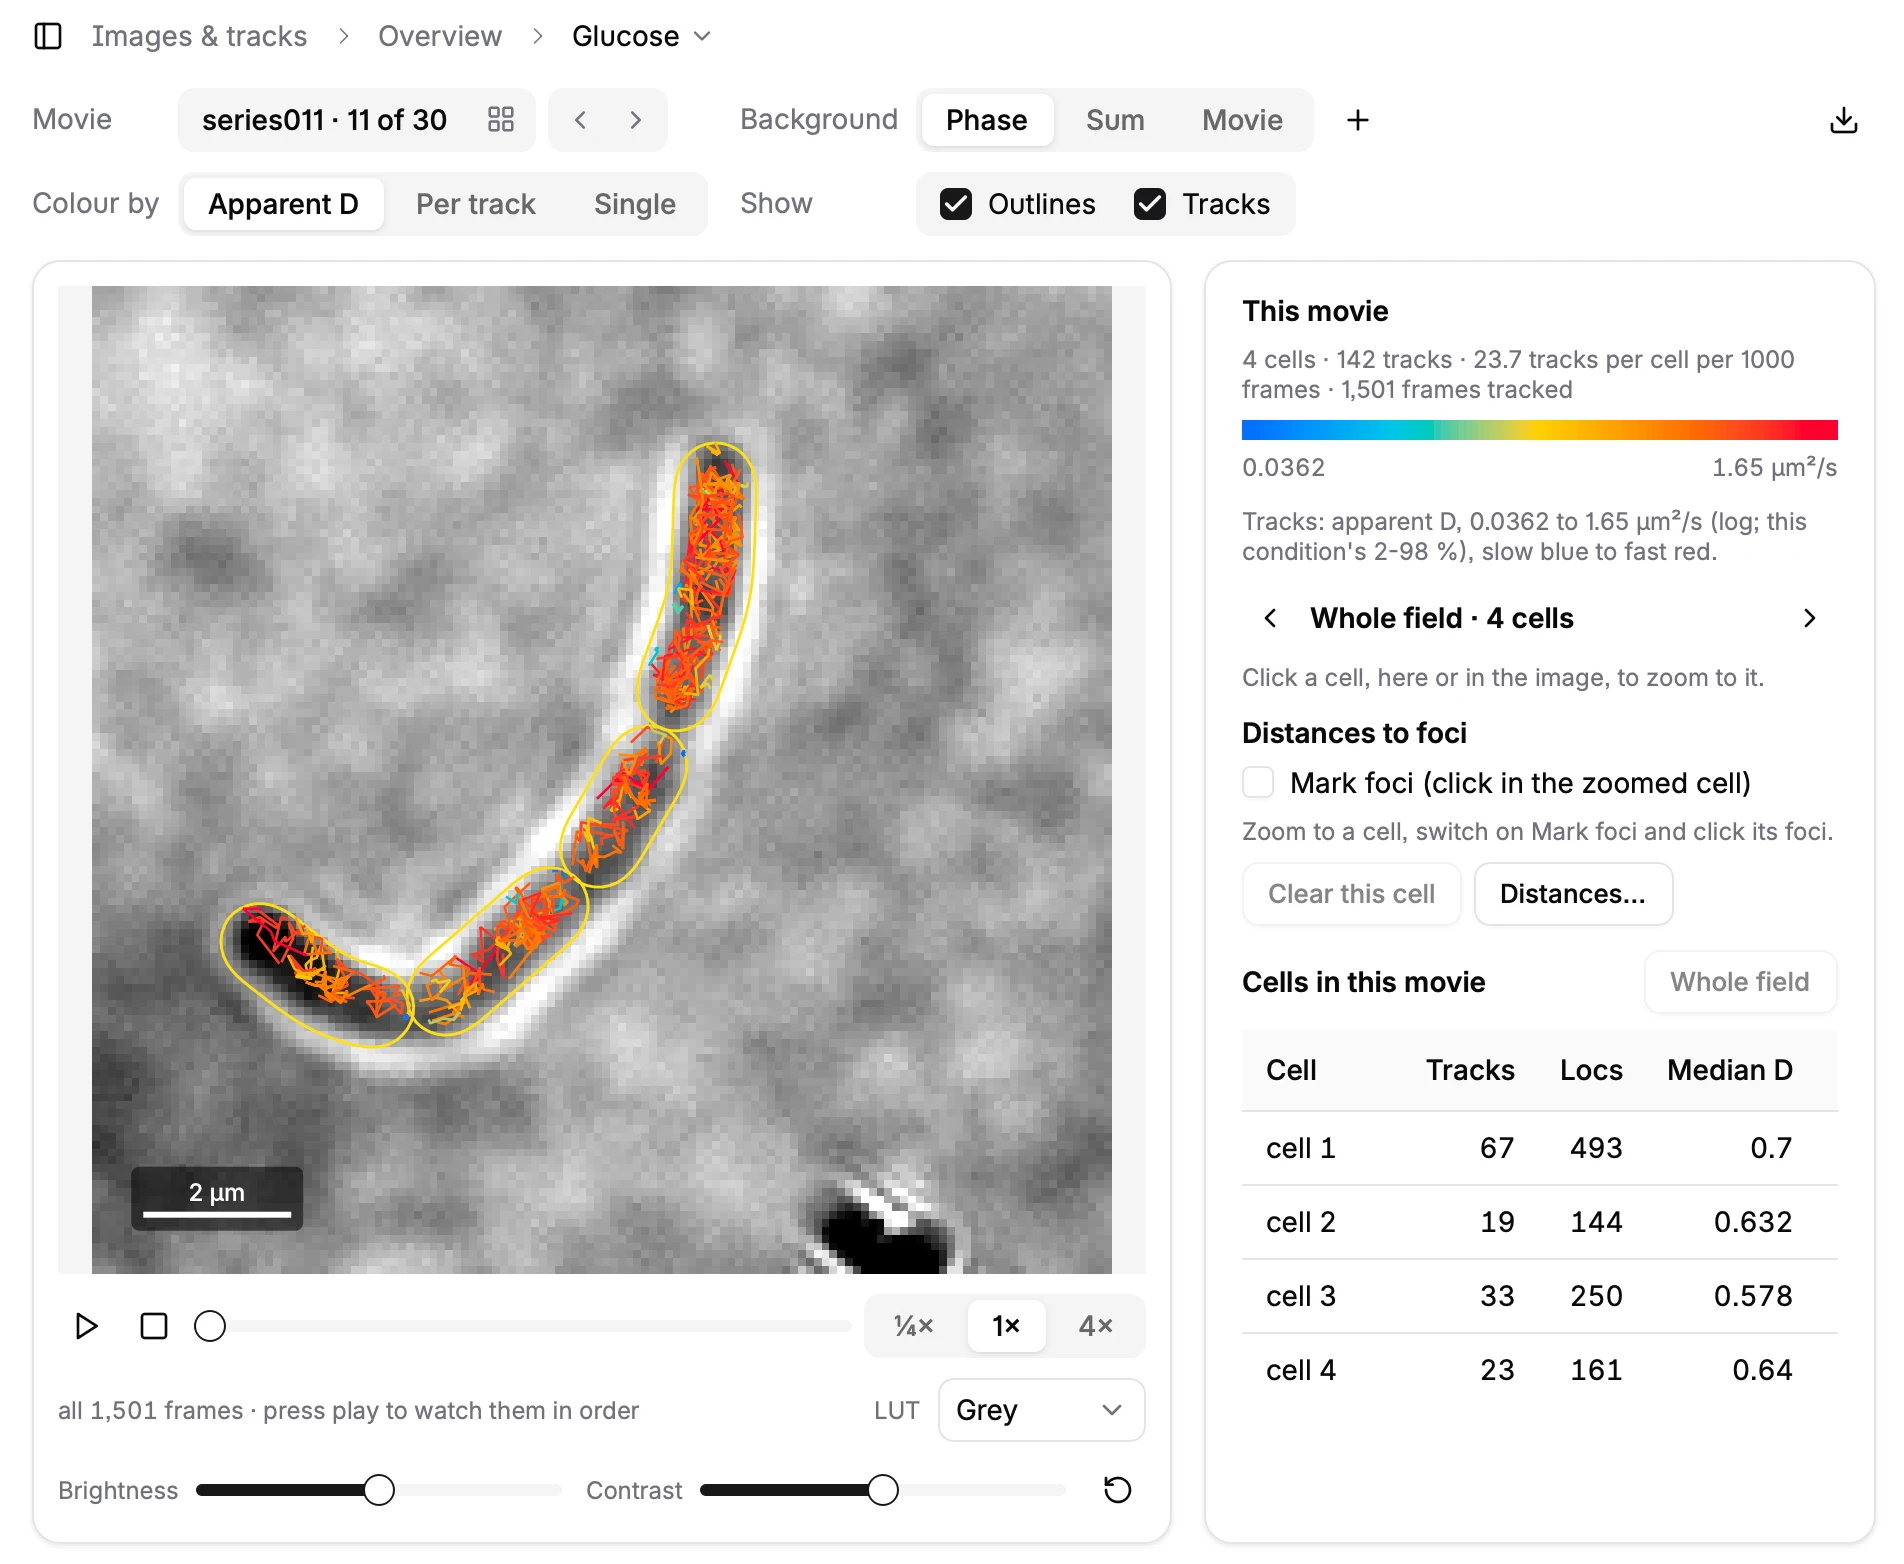 Images & tracks > Overview > Glucose
Movie series011 · 11 of 30 Background Phase Sum Movie +
Colour by Apparent D Per track Single Show Outlines Tracks
2 µm
¼× 1× 4×
all 1,501 frames · press play to watch them in order LUT Grey
Brightness Contrast
This movie
4 cells · 142 tracks · 23.7 tracks per cell per 1000
frames · 1,501 frames tracked
0.0362 1.65 µm²/s
Tracks: apparent D, 0.0362 to 1.65 µm²/s (log; this
condition's 2-98 %), slow blue to fast red.
Whole field · 4 cells
Click a cell, here or in the image, to zoom to it.
Distances to foci
Mark foci (click in the zoomed cell)
Zoom to a cell, switch on Mark foci and click its foci.
Clear this cell Distances...
Cells in this movie Whole field
Cell Tracks Locs Median D
cell 1 67 493 0.7
cell 2 19 144 0.632
cell 3 33 250 0.578
cell 4 23 161 0.64